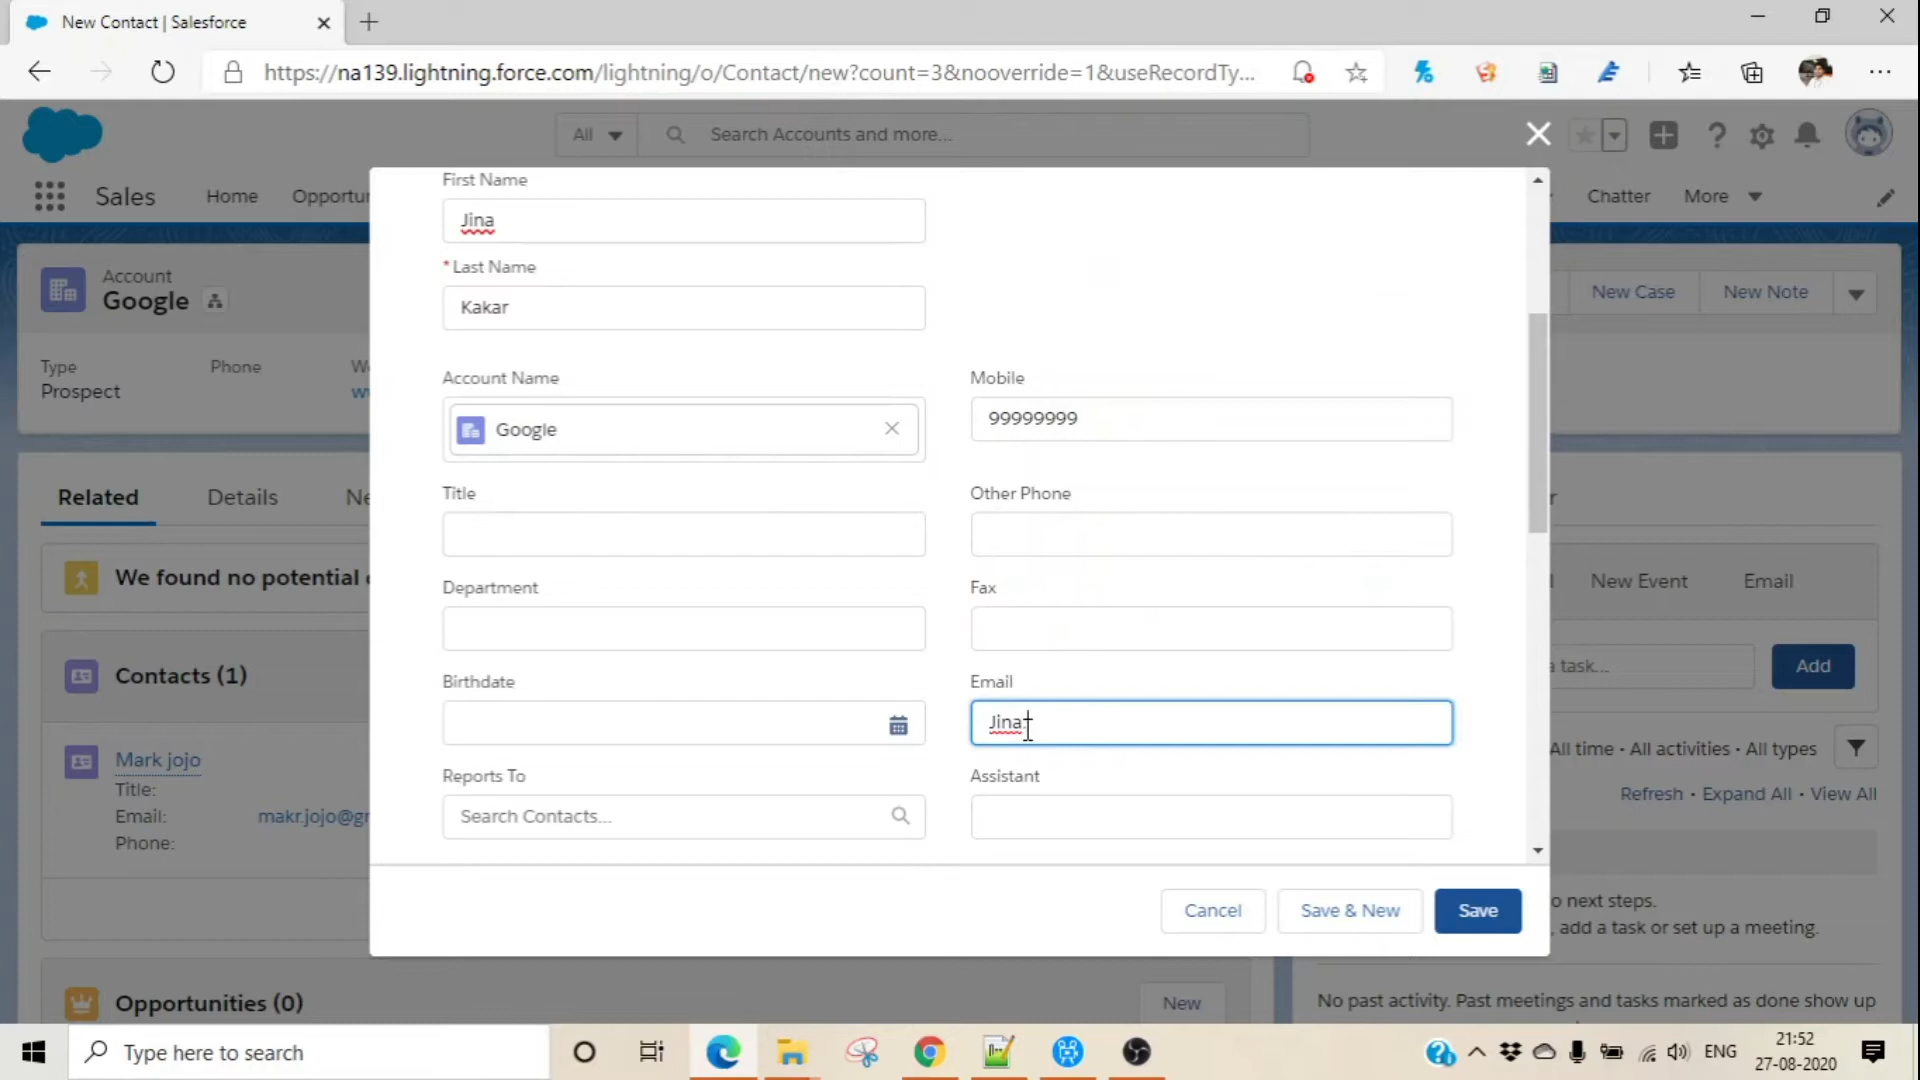 New Contact | Salesforce
https://na139.lightning.force.com/lightning/o/Contact/new?count=3&nooverride=1&useRecordTy...
All
Search Accounts and more...
Sales
Home
Chatter
More
Account
Google
New Case
New Note
Type
Phone
Prospect
Related
Details
We found no potential
Contacts (1)
Mark jojo
Title:
Email:
Phone:
Opportunities (0)
New
First Name
Jina
*Last Name
Kakar
Account Name
Google
Mobile
99999999
Title
Other Phone
Department
Fax
Birthdate
Email
Jina
Reports To
Search Contacts...
Assistant
Cancel
Save & New
Save
New Event
Email
a task...
Add
All time • All activities • All types
Refresh • Expand All • View All
o next steps.
, add a task or set up a meeting.
No past activity. Past meetings and tasks marked as done show up
Type here to search
ENG
21:52
27-08-2020